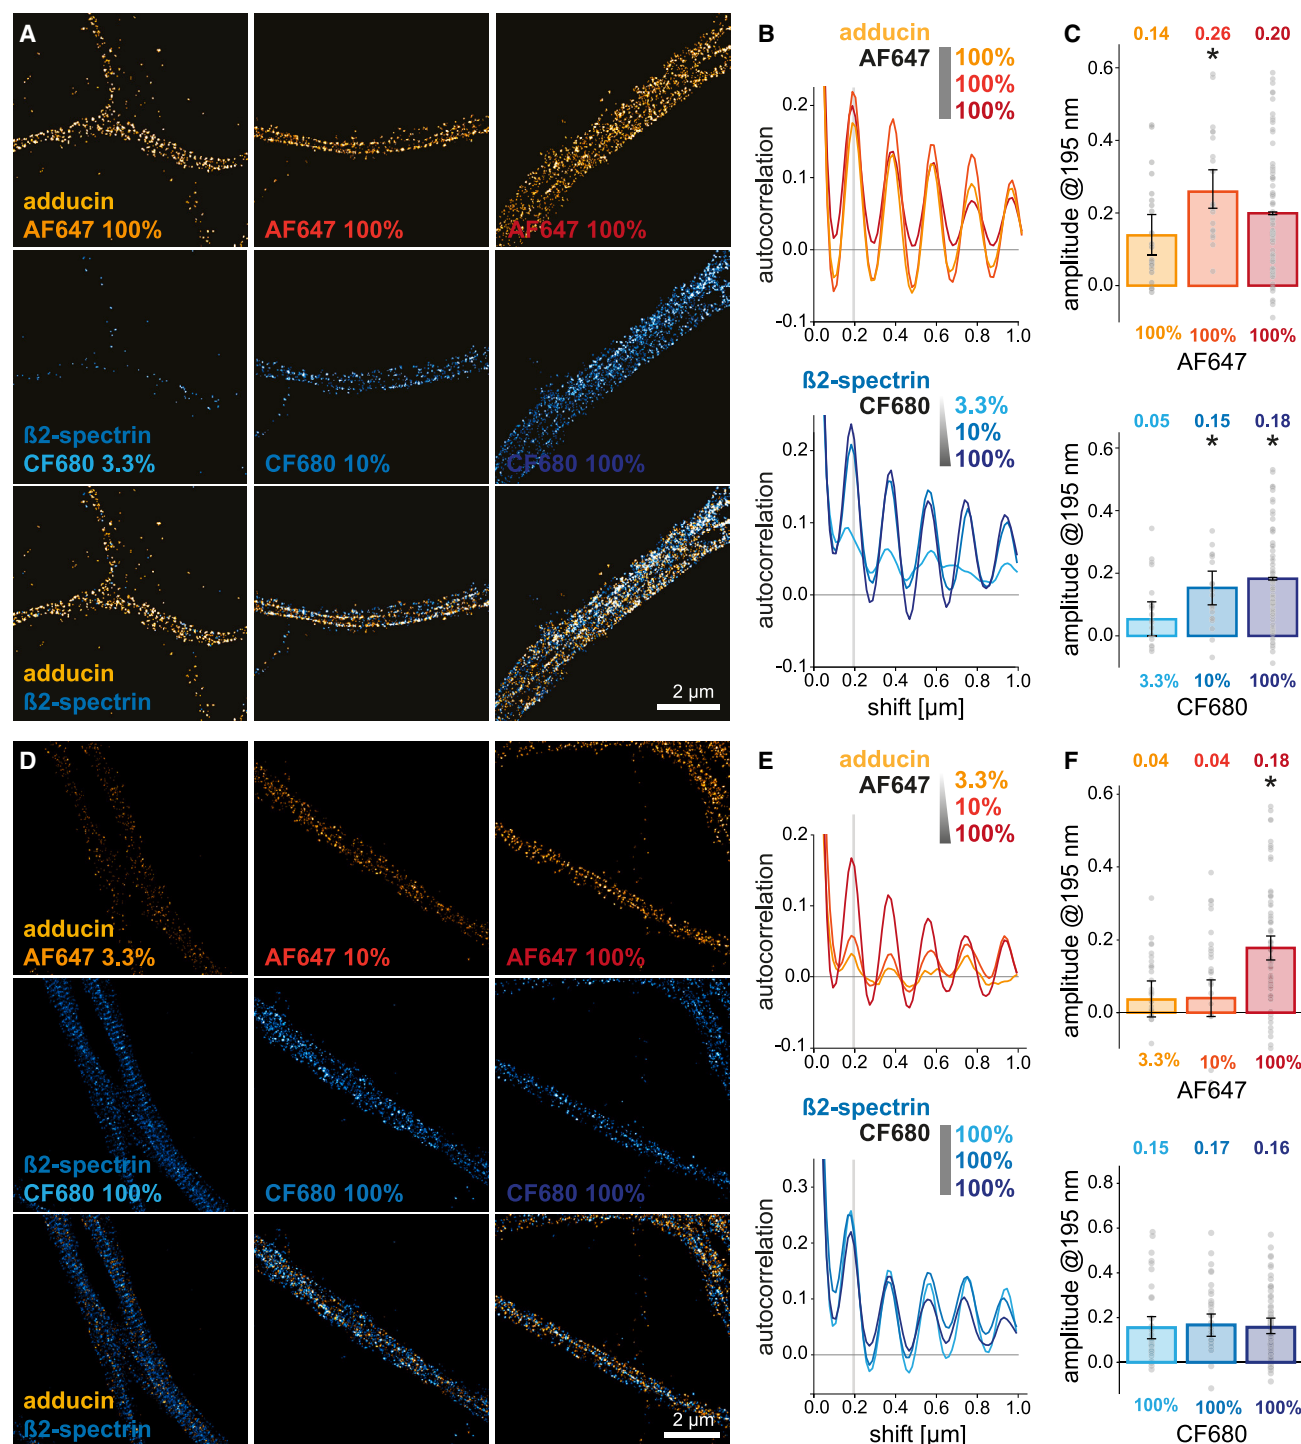 A
adducin
AF647 100%
AF647 100%
AF647 100%
ß2-spectrin
CF680 3.3%
CF680 10%
CF680 100%
adducin
ß2-spectrin
2 µm
B
adducin
AF647
100%
100%
100%
autocorrelation
0.2
0.1
0.0
-0.1
0.0 0.2 0.4 0.6 0.8 1.0
ß2-spectrin
CF680
3.3%
10%
100%
autocorrelation
0.2
0.1
0.0
-0.1
0.0 0.2 0.4 0.6 0.8 1.0
shift [µm]
C
0.14 0.26 0.20
*
amplitude @195 nm
0.6
0.4
0.2
0.0
100% 100% 100%
AF647
0.05 0.15 0.18
* *
amplitude @195 nm
0.6
0.4
0.2
0.0
3.3% 10% 100%
CF680
D
adducin
AF647 3.3%
AF647 10%
AF647 100%
ß2-spectrin
CF680 100%
CF680 100%
CF680 100%
adducin
ß2-spectrin
2 µm
E
adducin
AF647
3.3%
10%
100%
autocorrelation
0.2
0.1
0.0
-0.1
0.0 0.2 0.4 0.6 0.8 1.0
ß2-spectrin
CF680
100%
100%
100%
autocorrelation
0.3
0.2
0.1
0.0
0.0 0.2 0.4 0.6 0.8 1.0
shift [µm]
F
0.04 0.04 0.18
*
amplitude @195 nm
0.6
0.4
0.2
0.0
3.3% 10% 100%
AF647
0.15 0.17 0.16
amplitude @195 nm
0.8
0.6
0.4
0.2
0.0
100% 100% 100%
CF680